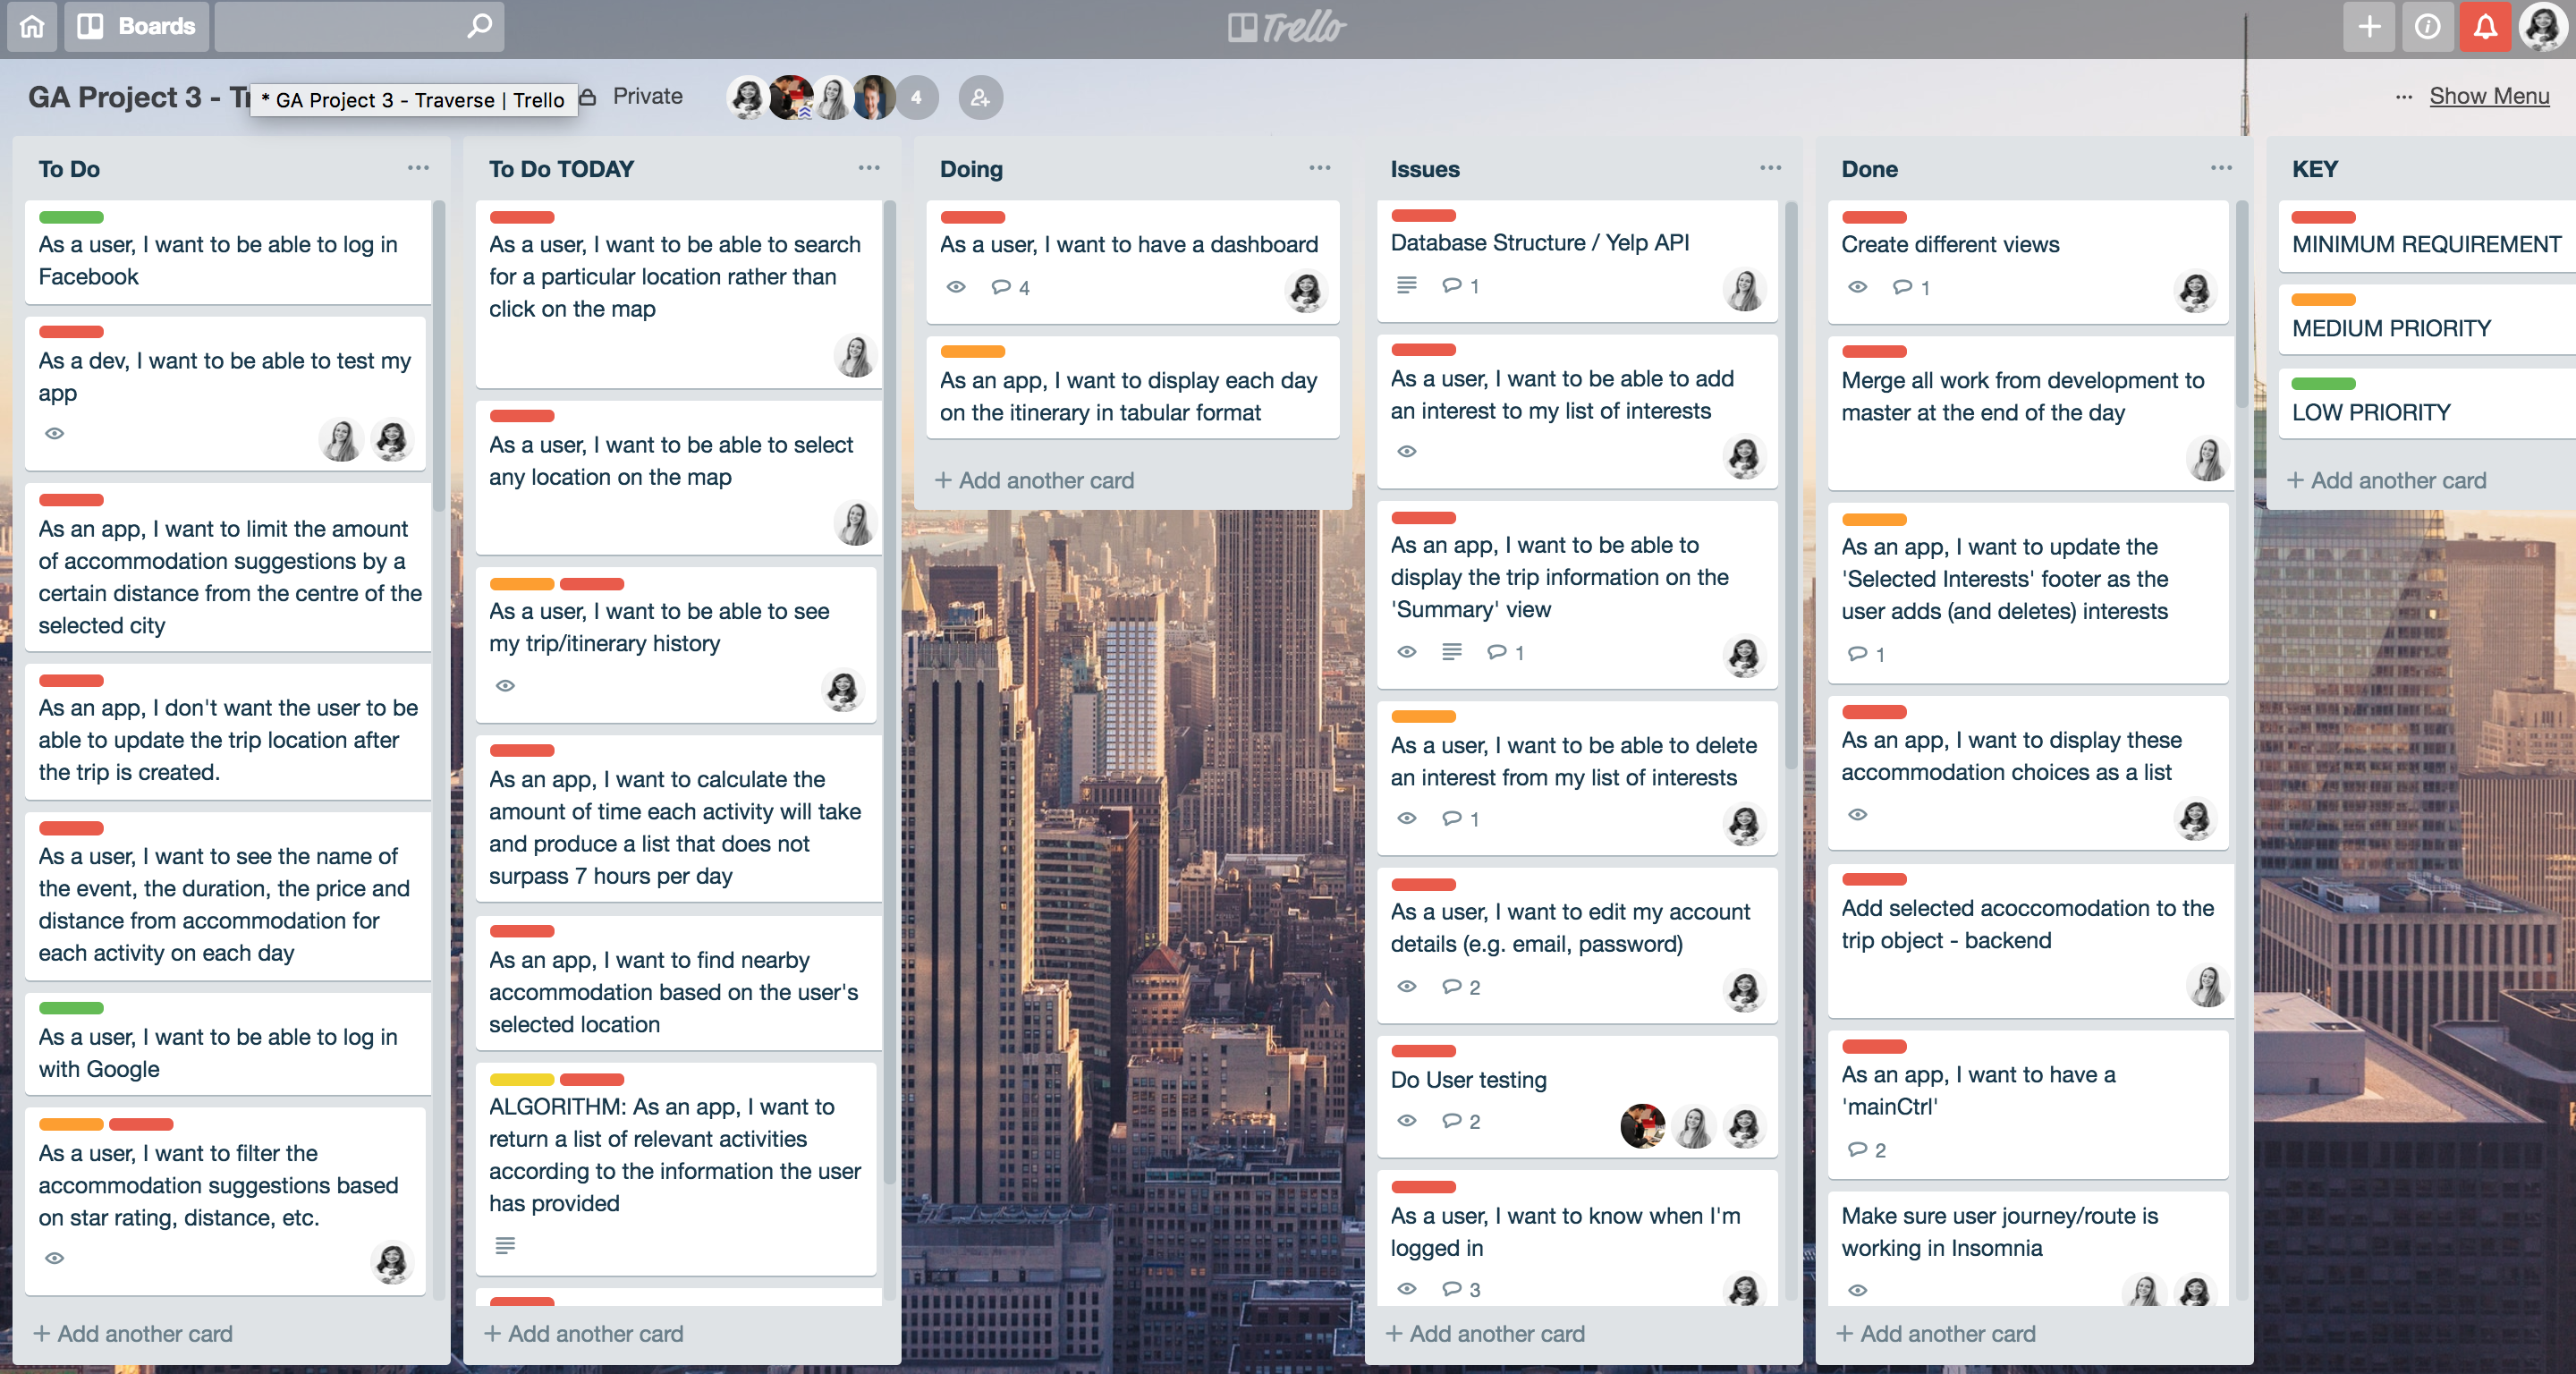 Boards
Trello
GA Project 3 - Tr
* GA Project 3 - Traverse | Trello
Private
4
Show Menu
To Do
As a user, I want to be able to log in
Facebook
As a dev, I want to be able to test my
app
As an app, I want to limit the amount
of accommodation suggestions by a
certain distance from the centre of the
selected city
As an app, I don't want the user to be
able to update the trip location after
the trip is created.
As a user, I want to see the name of
the event, the duration, the price and
distance from accommodation for
each activity on each day
As a user, I want to be able to log in
with Google
As a user, I want to filter the
accommodation suggestions based
on star rating, distance, etc.
+ Add another card
To Do TODAY
As a user, I want to be able to search
for a particular location rather than
click on the map
As a user, I want to be able to select
any location on the map
As a user, I want to be able to see
my trip/itinerary history
As an app, I want to calculate the
amount of time each activity will take
and produce a list that does not
surpass 7 hours per day
As an app, I want to find nearby
accommodation based on the user's
selected location
ALGORITHM: As an app, I want to
return a list of relevant activities
according to the information the user
has provided
+ Add another card
Doing
As a user, I want to have a dashboard
4
As an app, I want to display each day
on the itinerary in tabular format
+ Add another card
Issues
Database Structure / Yelp API
1
As a user, I want to be able to add
an interest to my list of interests
As an app, I want to be able to
display the trip information on the
'Summary' view
1
As a user, I want to be able to delete
an interest from my list of interests
1
As a user, I want to edit my account
details (e.g. email, password)
2
Do User testing
2
As a user, I want to know when I'm
logged in
3
+ Add another card
Done
Create different views
1
Merge all work from development to
master at the end of the day
As an app, I want to update the
'Selected Interests' footer as the
user adds (and deletes) interests
1
As an app, I want to display these
accommodation choices as a list
Add selected acoccomodation to the
trip object - backend
As an app, I want to have a
'mainCtrl'
2
Make sure user journey/route is
working in Insomnia
+ Add another card
KEY
MINIMUM REQUIREMENT
MEDIUM PRIORITY
LOW PRIORITY
+ Add another card